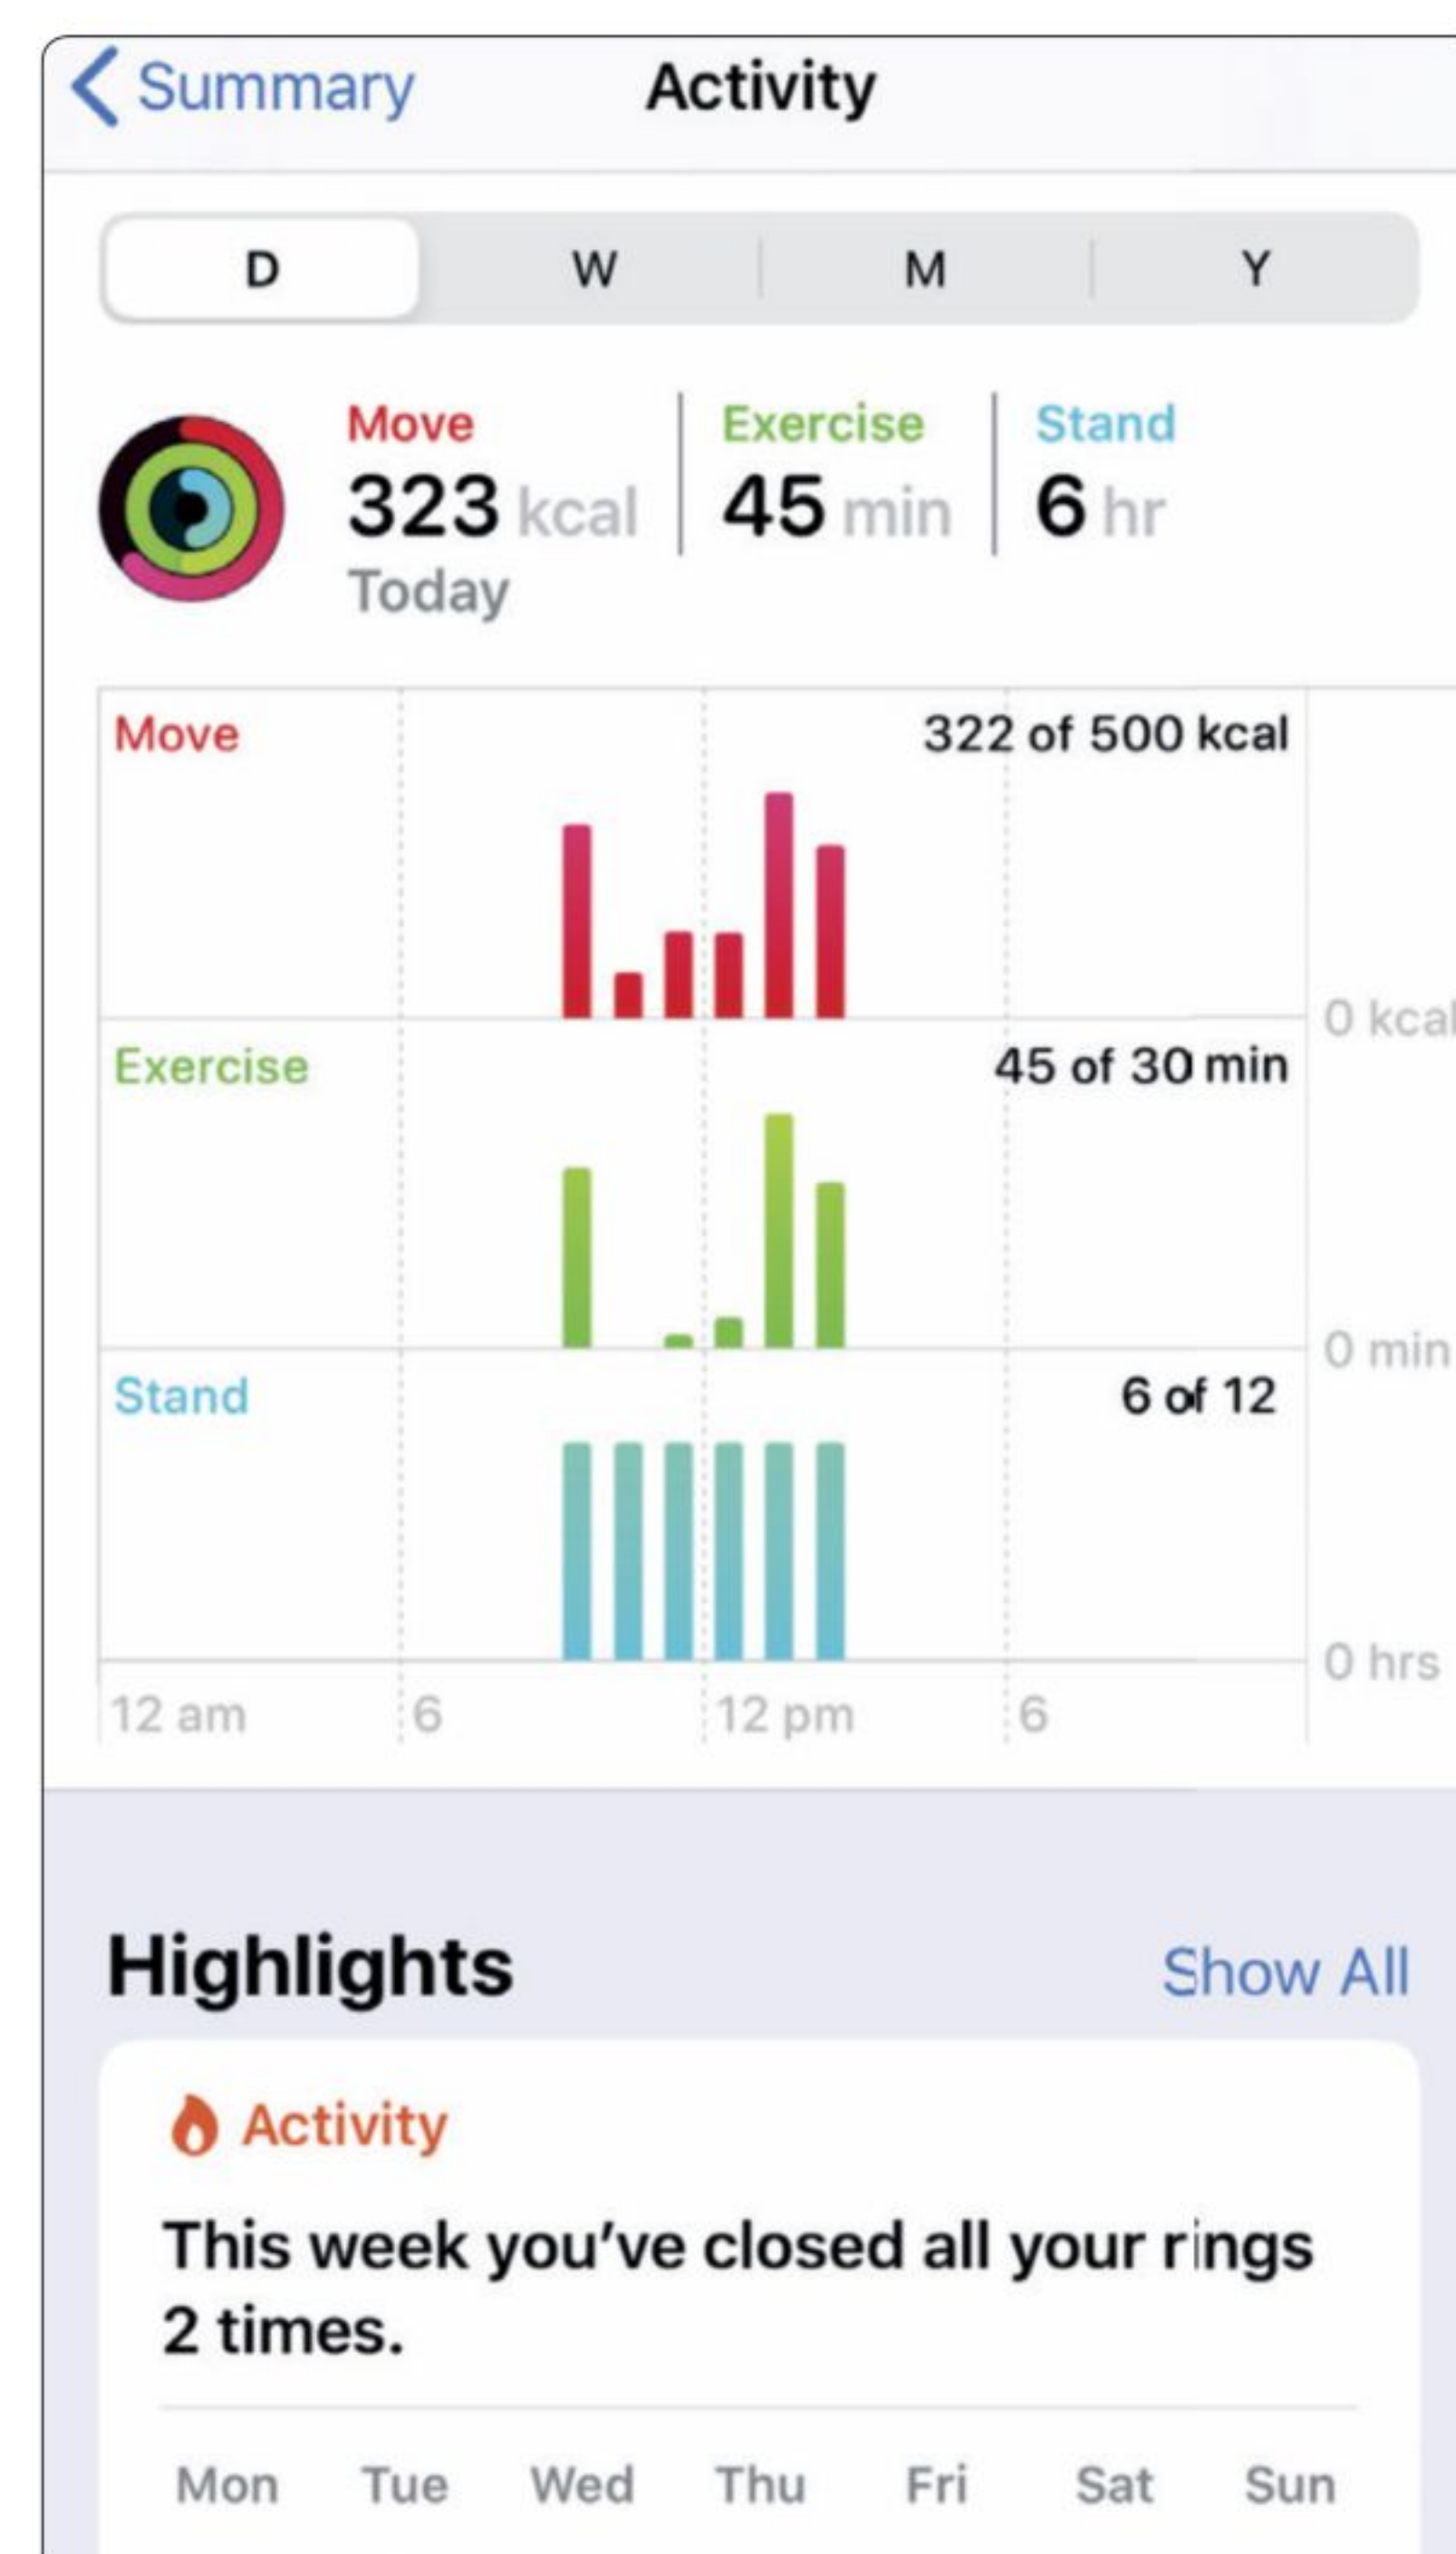 Summary Activity
D W M Y
Move Exercise Stand
323 kcal 45 min 6 hr
Today
Move 322 of 500 kcal
0 kcal
Exercise 45 of 30 min
0 min
Stand 6 of 12
0 hrs
12 am 6 12 pm 6
Highlights Show All
Activity
This week you've closed all your rings
2 times.
Mon Tue Wed Thu Fri Sat Sun